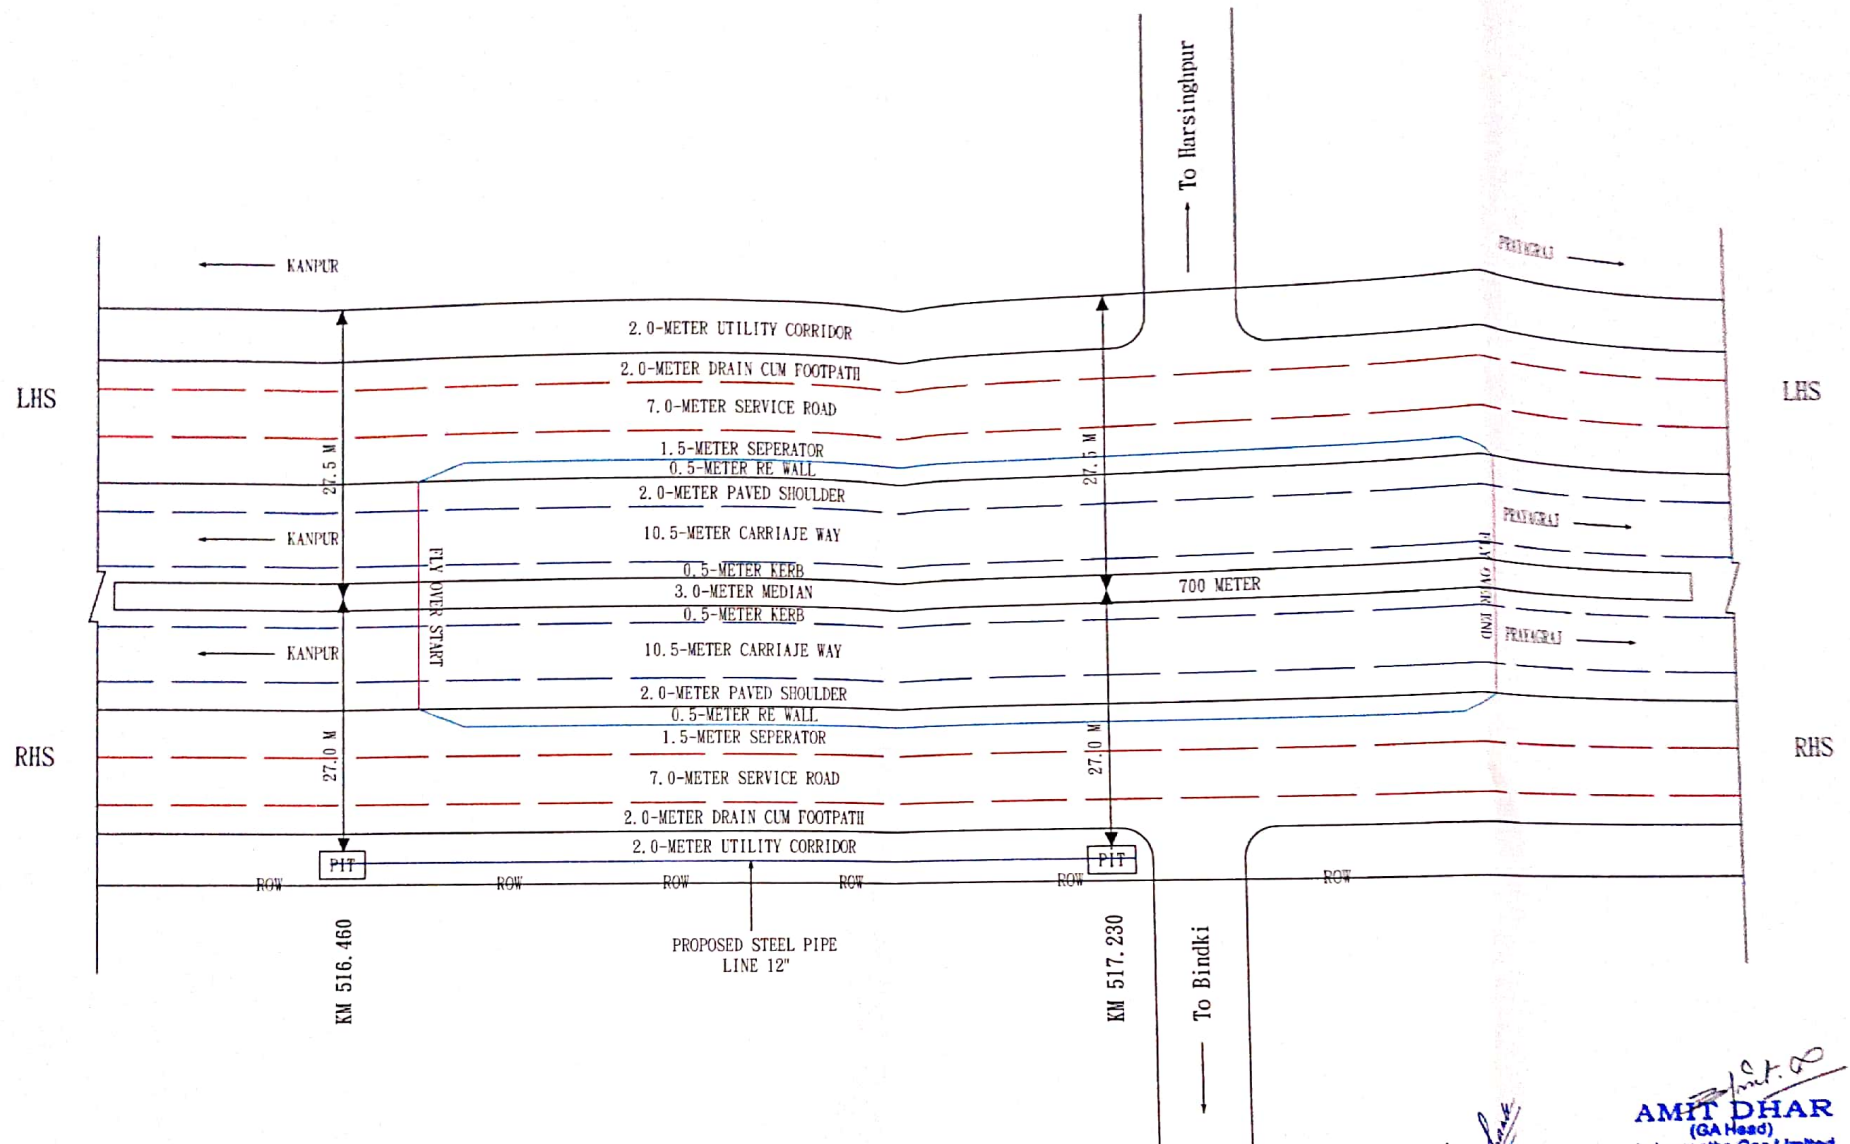 To Harsinghpur
KANPUR
PRAYAGRAJ
2.0-METER UTILITY CORRIDOR
2.0-METER DRAIN CUM FOOTPATH
LHS
LHS
7.0-METER SERVICE ROAD
1.5-METER SEPERATOR
27.5 M
27.5 M
0.5-METER RE WALL
2.0-METER PAVED SHOULDER
KANPUR
10.5-METER CARRIAJE WAY
PRAYAGRAJ
FLY OVER START
0.5-METER KERB
3.0-METER MEDIAN
700 METER
FLY OVER END
0.5-METER KERB
KANPUR
10.5-METER CARRIAJE WAY
PRAYAGRAJ
2.0-METER PAVED SHOULDER
0.5-METER RE WALL
1.5-METER SEPERATOR
RHS
27.0 M
27.0 M
RHS
7.0-METER SERVICE ROAD
2.0-METER DRAIN CUM FOOTPATH
2.0-METER UTILITY CORRIDOR
PIT
PIT
ROW
ROW
ROW
ROW
ROW
ROW
KM 516.460
PROPOSED STEEL PIPE
LINE 12"
KM 517.230
To Bindki
AMIT DHAR
(GA Head)
Gas Limited